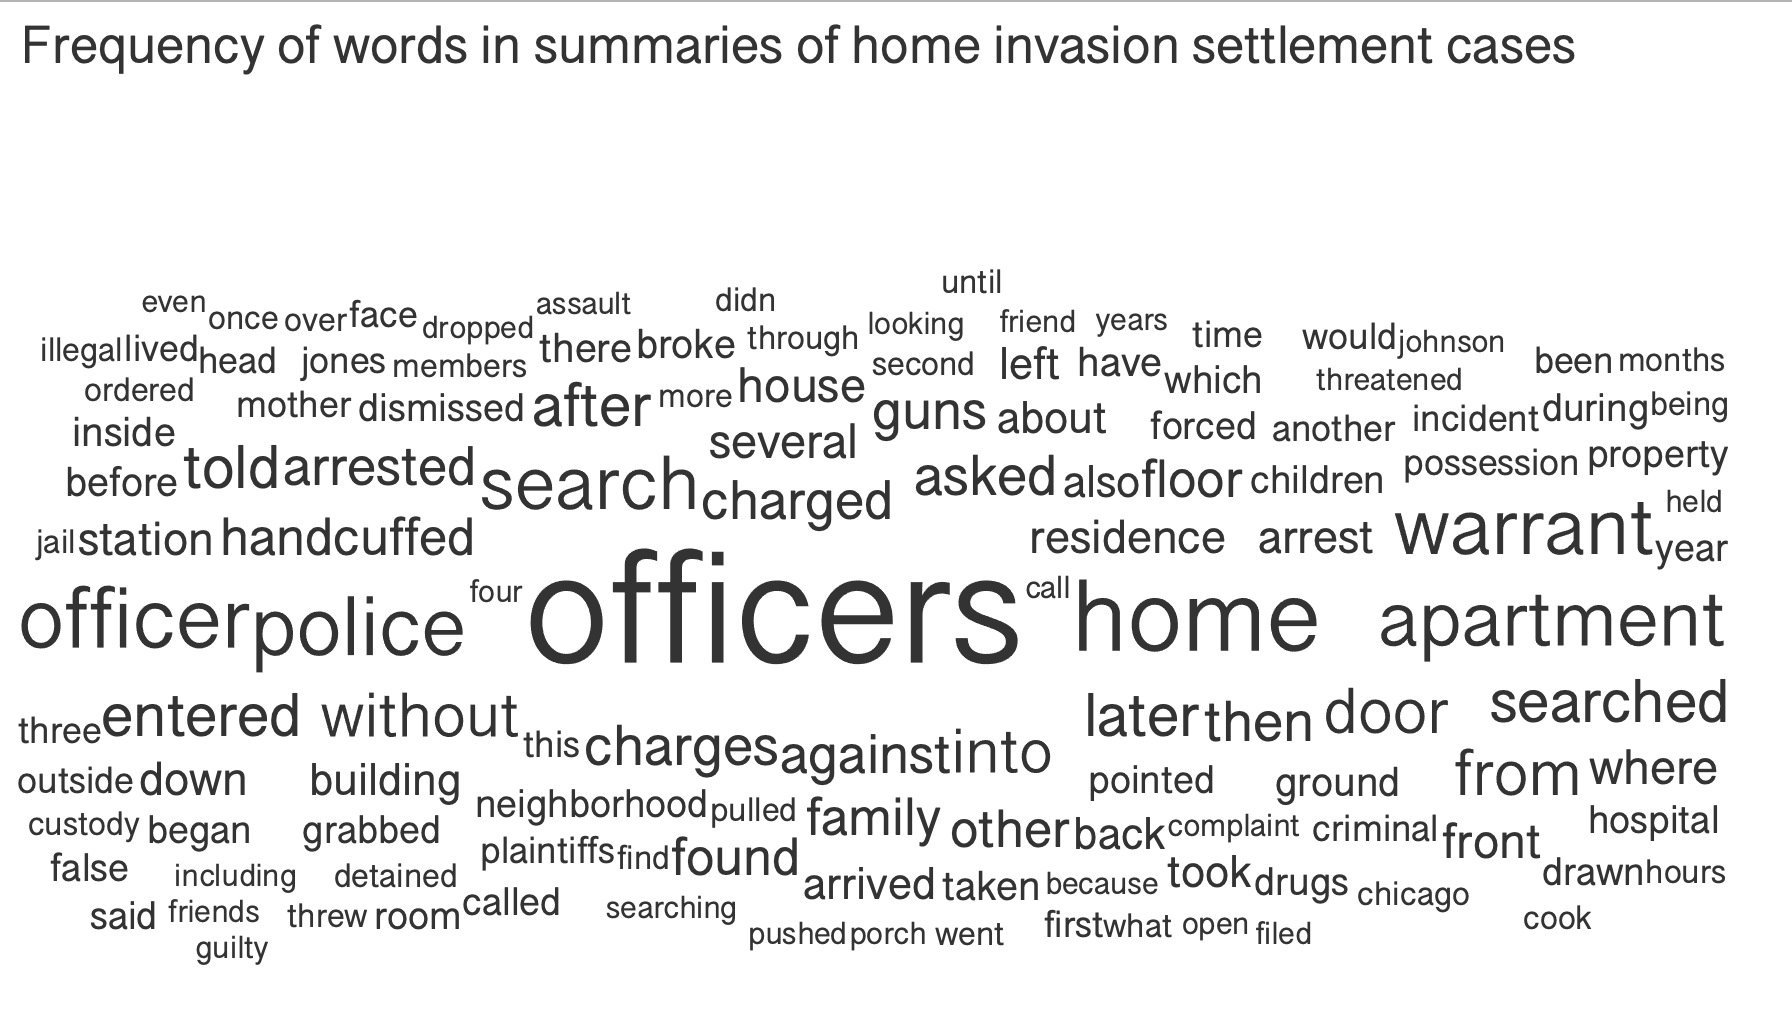 Frequency of words in summaries of home invasion settlement cases
until
even once over face dropped assault didn looking friend years
illegal lived head jones members there broke through second left have time would johnson been months
ordered mother dismissed after more house guns about which threatened
inside several forced another incident during being
before told arrested search charged asked also floor children possession property
jail station handcuffed residence arrest warrant held
year
officer police four officers call home apartment
three entered without this charges against into later then door searched
outside down building neighborhood pulled family other back pointed ground from where
custody began grabbed plaintiffs find found complaint criminal front hospital
false including detained arrived taken because took drugs chicago drawn hours
said friends threw room called searching pushed porch went first what open filed cook
guilty